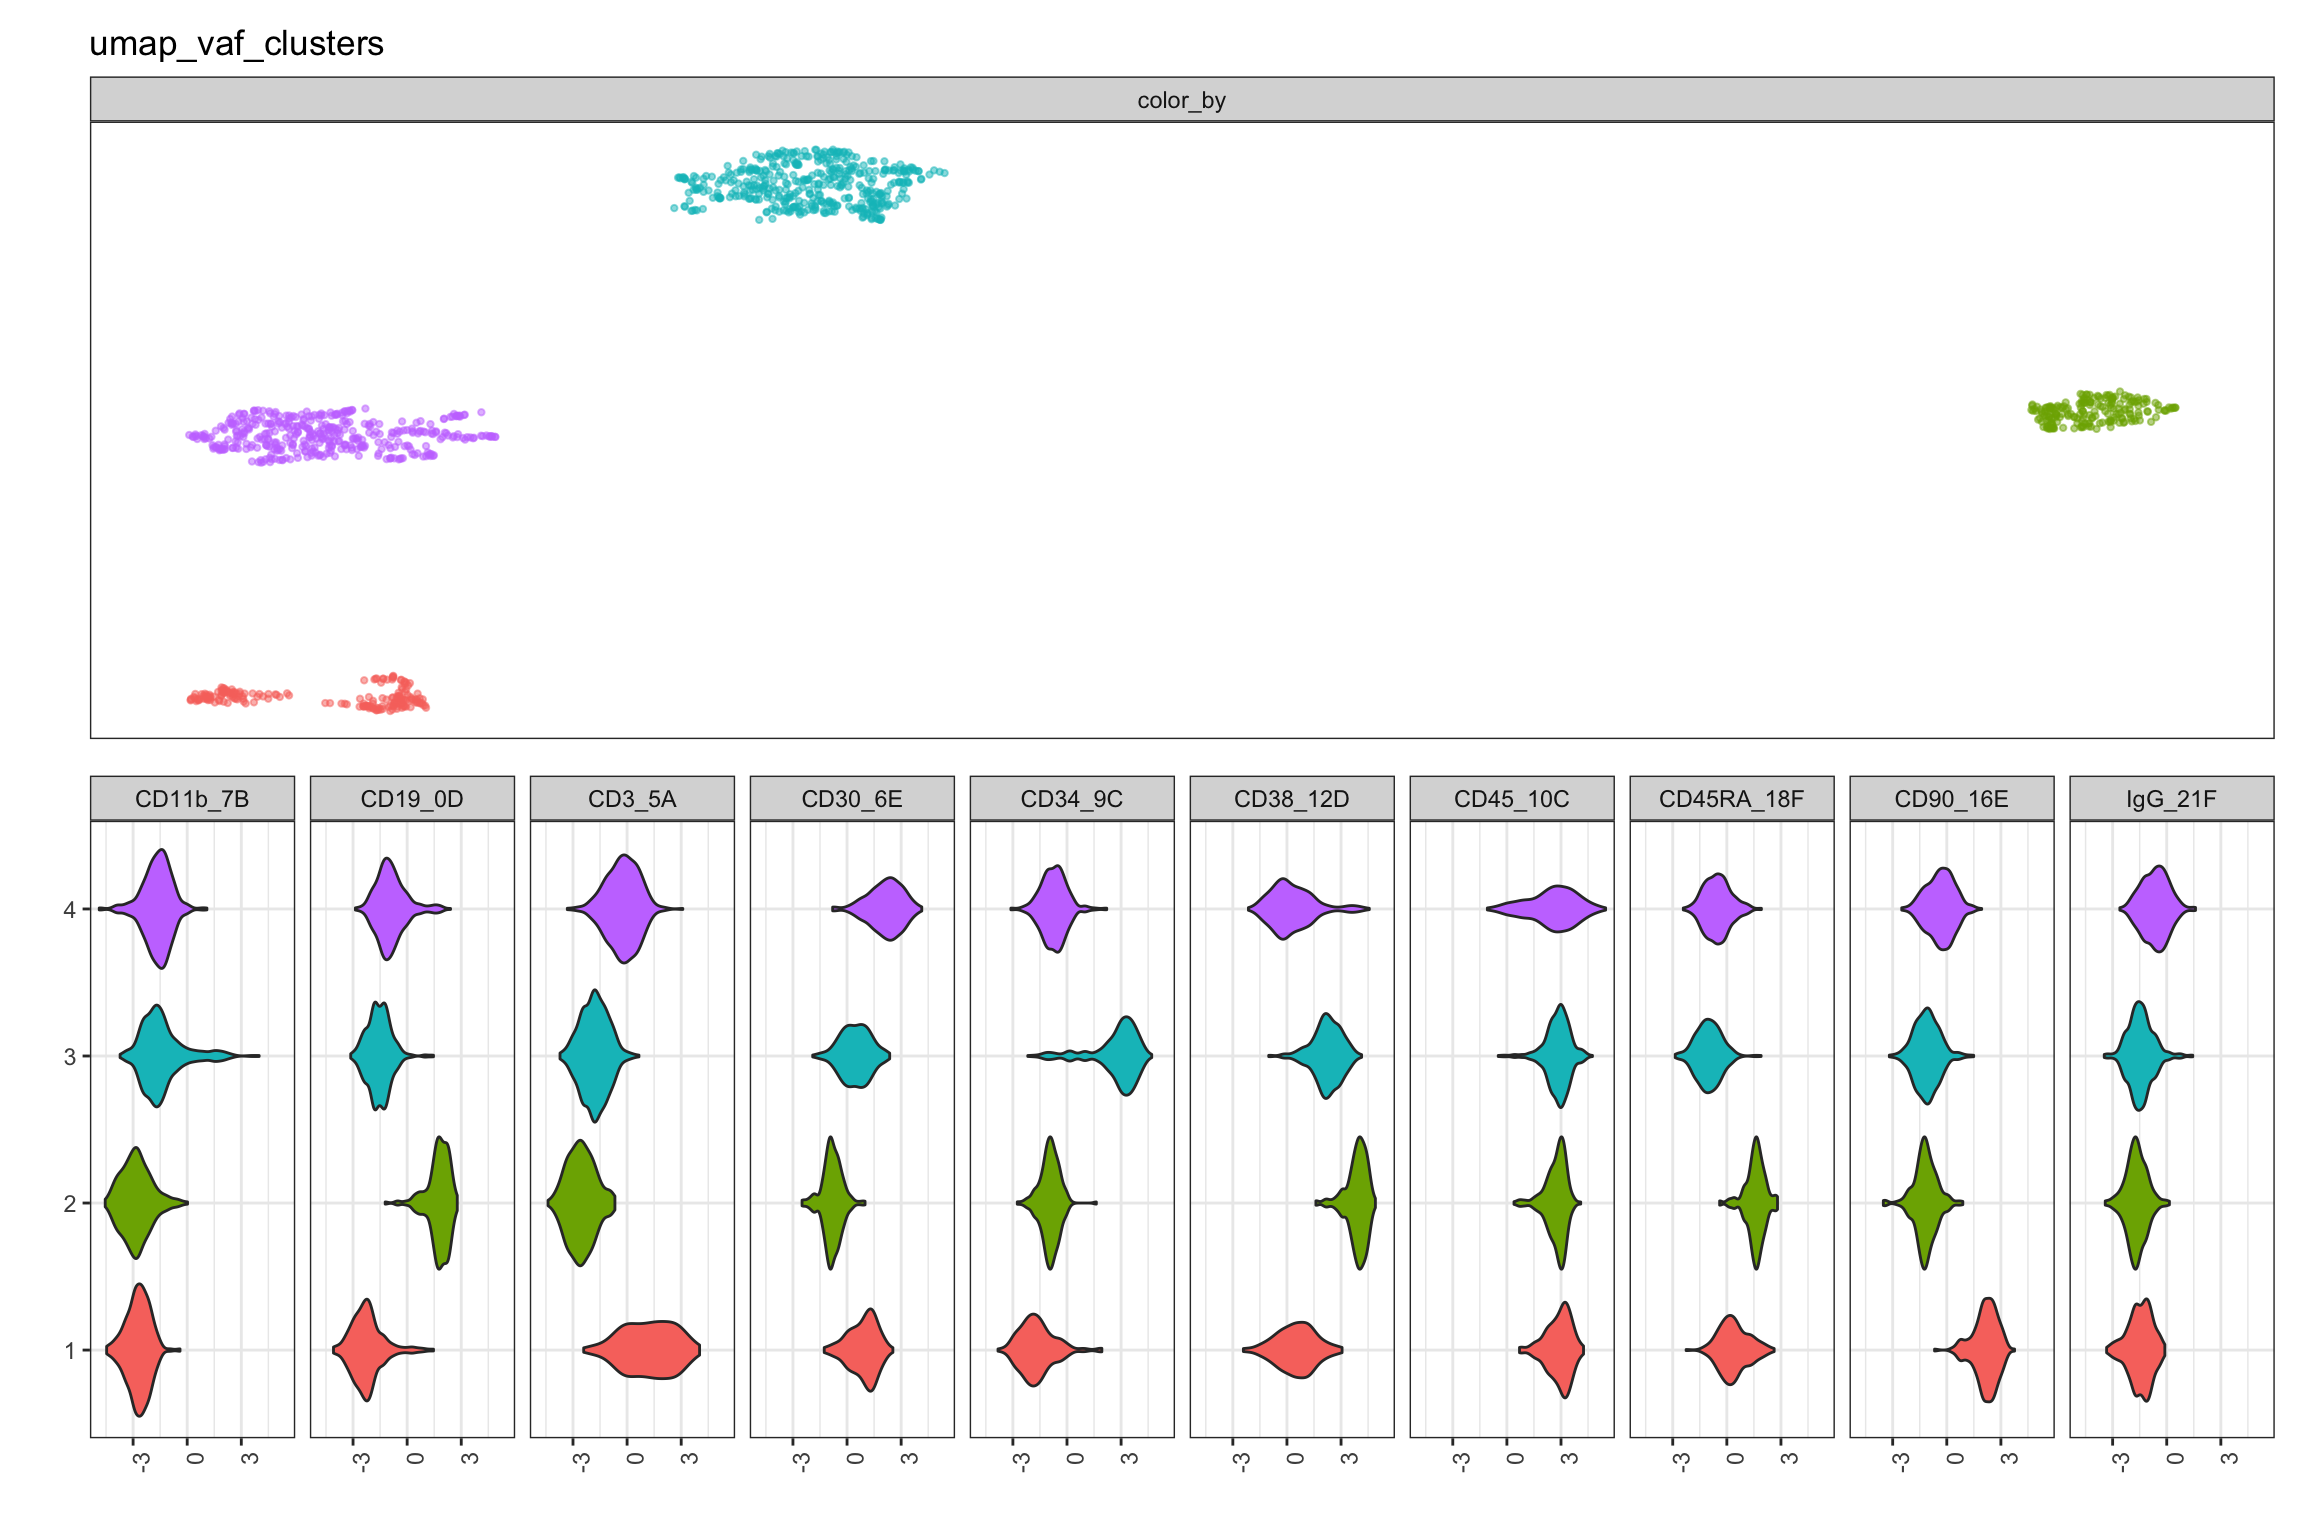 umap_vaf_clusters
color_by
CD11b_7B CD19_0D CD3_5A CD30_6E CD34_9C CD38_12D CD45_10C CD45RA_18F CD90_16E IgG_21F
4
3
2
1
-3 0 3 -3 0 3 -3 0 3 -3 0 3 -3 0 3 -3 0 3 -3 0 3 -3 0 3 -3 0 3 -3 0 3